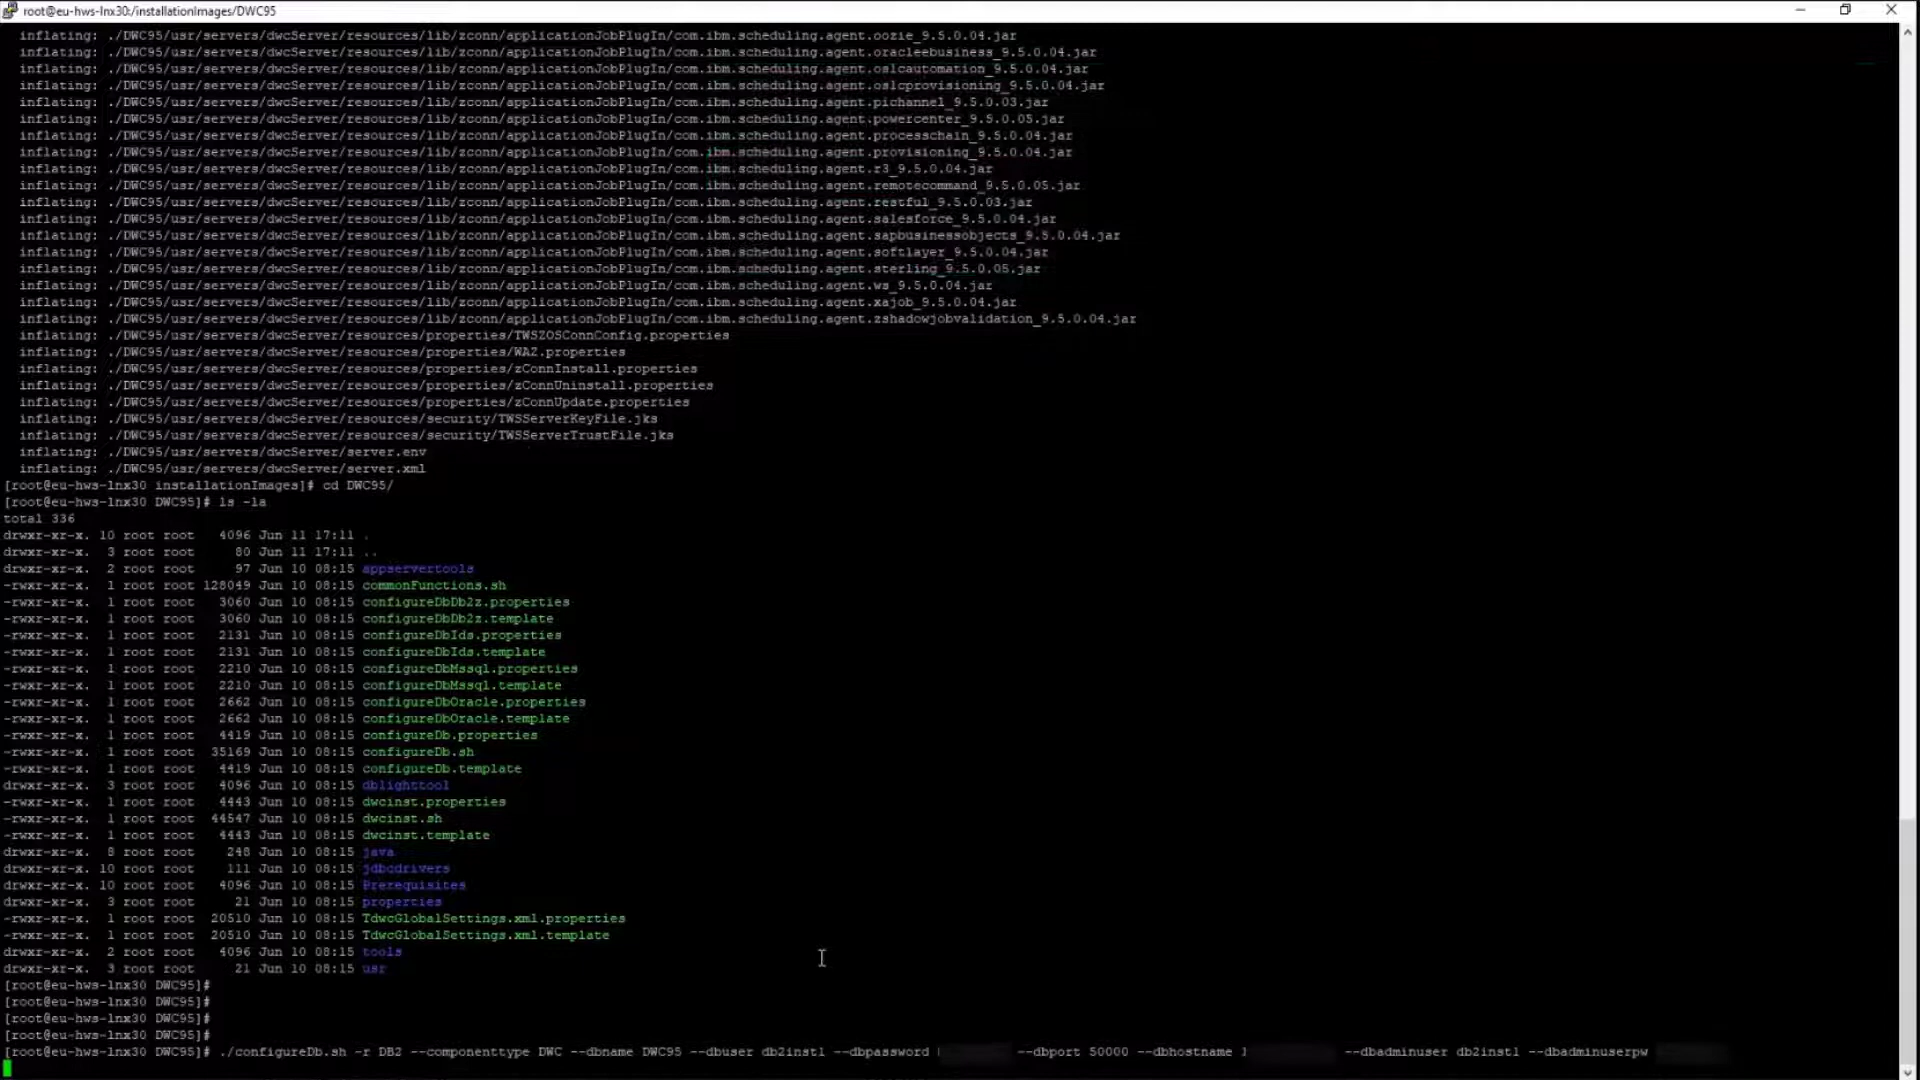 root@eu-hws-lnx30:/installationImages/DWC95
inflating: ./DWC95/usr/servers/dwcServer/resources/lib/zconn/applicationJobPlugIn/com.ibm.scheduling.agent.oozie_9.5.0.04.jar
inflating: ./DWC95/usr/servers/dwcServer/resources/lib/zconn/applicationJobPlugIn/com.ibm.scheduling.agent.oracleebusiness_9.5.0.04.jar
inflating: ./DWC95/usr/servers/dwcServer/resources/lib/zconn/applicationJobPlugIn/com.ibm.scheduling.agent.oslcautomation_9.5.0.04.jar
inflating: ./DWC95/usr/servers/dwcServer/resources/lib/zconn/applicationJobPlugIn/com.ibm.scheduling.agent.oslcprovisioning_9.5.0.04.jar
inflating: ./DWC95/usr/servers/dwcServer/resources/lib/zconn/applicationJobPlugIn/com.ibm.scheduling.agent.pichannel_9.5.0.03.jar
inflating: ./DWC95/usr/servers/dwcServer/resources/lib/zconn/applicationJobPlugIn/com.ibm.scheduling.agent.powercenter_9.5.0.05.jar
inflating: ./DWC95/usr/servers/dwcServer/resources/lib/zconn/applicationJobPlugIn/com.ibm.scheduling.agent.processchain_9.5.0.04.jar
inflating: ./DWC95/usr/servers/dwcServer/resources/lib/zconn/applicationJobPlugIn/com.ibm.scheduling.agent.provisioning_9.5.0.04.jar
inflating: ./DWC95/usr/servers/dwcServer/resources/lib/zconn/applicationJobPlugIn/com.ibm.scheduling.agent.r3_9.5.0.04.jar
inflating: ./DWC95/usr/servers/dwcServer/resources/lib/zconn/applicationJobPlugIn/com.ibm.scheduling.agent.remotecommand_9.5.0.05.jar
inflating: ./DWC95/usr/servers/dwcServer/resources/lib/zconn/applicationJobPlugIn/com.ibm.scheduling.agent.restful_9.5.0.03.jar
inflating: ./DWC95/usr/servers/dwcServer/resources/lib/zconn/applicationJobPlugIn/com.ibm.scheduling.agent.salesforce_9.5.0.04.jar
inflating: ./DWC95/usr/servers/dwcServer/resources/lib/zconn/applicationJobPlugIn/com.ibm.scheduling.agent.sapbusinessobjects_9.5.0.04.jar
inflating: ./DWC95/usr/servers/dwcServer/resources/lib/zconn/applicationJobPlugIn/com.ibm.scheduling.agent.softlayer_9.5.0.04.jar
inflating: ./DWC95/usr/servers/dwcServer/resources/lib/zconn/applicationJobPlugIn/com.ibm.scheduling.agent.sterling_9.5.0.05.jar
inflating: ./DWC95/usr/servers/dwcServer/resources/lib/zconn/applicationJobPlugIn/com.ibm.scheduling.agent.ws_9.5.0.04.jar
inflating: ./DWC95/usr/servers/dwcServer/resources/lib/zconn/applicationJobPlugIn/com.ibm.scheduling.agent.xajob_9.5.0.04.jar
inflating: ./DWC95/usr/servers/dwcServer/resources/lib/zconn/applicationJobPlugIn/com.ibm.scheduling.agent.zshadowjobvalidation_9.5.0.04.jar
inflating: ./DWC95/usr/servers/dwcServer/resources/properties/TWSZOSConnConfig.properties
inflating: ./DWC95/usr/servers/dwcServer/resources/properties/WAZ.properties
inflating: ./DWC95/usr/servers/dwcServer/resources/properties/zConnInstall.properties
inflating: ./DWC95/usr/servers/dwcServer/resources/properties/zConnUninstall.properties
inflating: ./DWC95/usr/servers/dwcServer/resources/properties/zConnUpdate.properties
inflating: ./DWC95/usr/servers/dwcServer/resources/security/TWSServerKeyFile.jks
inflating: ./DWC95/usr/servers/dwcServer/resources/security/TWSServerTrustFile.jks
inflating: ./DWC95/usr/servers/dwcServer/server.env
inflating: ./DWC95/usr/servers/dwcServer/server.xml
[root@eu-hws-lnx30 installationImages]# cd DWC95/
[root@eu-hws-lnx30 DWC95]# ls -la
total 336
drwxr-xr-x. 10 root root 4096 Jun 11 17:11 .
drwxr-xr-x. 3 root root 80 Jun 11 17:11 ..
drwxr-xr-x. 2 root root 97 Jun 10 08:15 appservertools
-rwxr-xr-x. 1 root root 128049 Jun 10 08:15 commonFunctions.sh
-rwxr-xr-x. 1 root root 3060 Jun 10 08:15 configureDbDb2z.properties
-rwxr-xr-x. 1 root root 3060 Jun 10 08:15 configureDbDb2z.template
-rwxr-xr-x. 1 root root 2131 Jun 10 08:15 configureDbIds.properties
-rwxr-xr-x. 1 root root 2131 Jun 10 08:15 configureDbIds.template
-rwxr-xr-x. 1 root root 2210 Jun 10 08:15 configureDbMssql.properties
-rwxr-xr-x. 1 root root 2210 Jun 10 08:15 configureDbMssql.template
-rwxr-xr-x. 1 root root 2662 Jun 10 08:15 configureDbOracle.properties
-rwxr-xr-x. 1 root root 2662 Jun 10 08:15 configureDbOracle.template
-rwxr-xr-x. 1 root root 4419 Jun 10 08:15 configureDb.properties
-rwxr-xr-x. 1 root root 35169 Jun 10 08:15 configureDb.sh
-rwxr-xr-x. 1 root root 4419 Jun 10 08:15 configureDb.template
drwxr-xr-x. 3 root root 4096 Jun 10 08:15 dblighttool
-rwxr-xr-x. 1 root root 4443 Jun 10 08:15 dwcinst.properties
-rwxr-xr-x. 1 root root 44547 Jun 10 08:15 dwcinst.sh
-rwxr-xr-x. 1 root root 4443 Jun 10 08:15 dwcinst.template
drwxr-xr-x. 8 root root 248 Jun 10 08:15 java
drwxr-xr-x. 10 root root 111 Jun 10 08:15 jdbcdrivers
drwxr-xr-x. 10 root root 4096 Jun 10 08:15 Prerequisites
drwxr-xr-x. 3 root root 21 Jun 10 08:15 properties
-rwxr-xr-x. 1 root root 20510 Jun 10 08:15 TdwcGlobalSettings.xml.properties
-rwxr-xr-x. 1 root root 20510 Jun 10 08:15 TdwcGlobalSettings.xml.template
drwxr-xr-x. 2 root root 4096 Jun 10 08:15 tools
drwxr-xr-x. 3 root root 21 Jun 10 08:15 usr
[root@eu-hws-lnx30 DWC95]#
[root@eu-hws-lnx30 DWC95]#
[root@eu-hws-lnx30 DWC95]#
[root@eu-hws-lnx30 DWC95]#
[root@eu-hws-lnx30 DWC95]# ./configureDb.sh -r DB2 --componenttype DWC --dbname DWC95 --dbuser db2inst1 --dbpassword --dbport 50000 --dbhostname --dbadminuser db2inst1 --dbadminuserpw